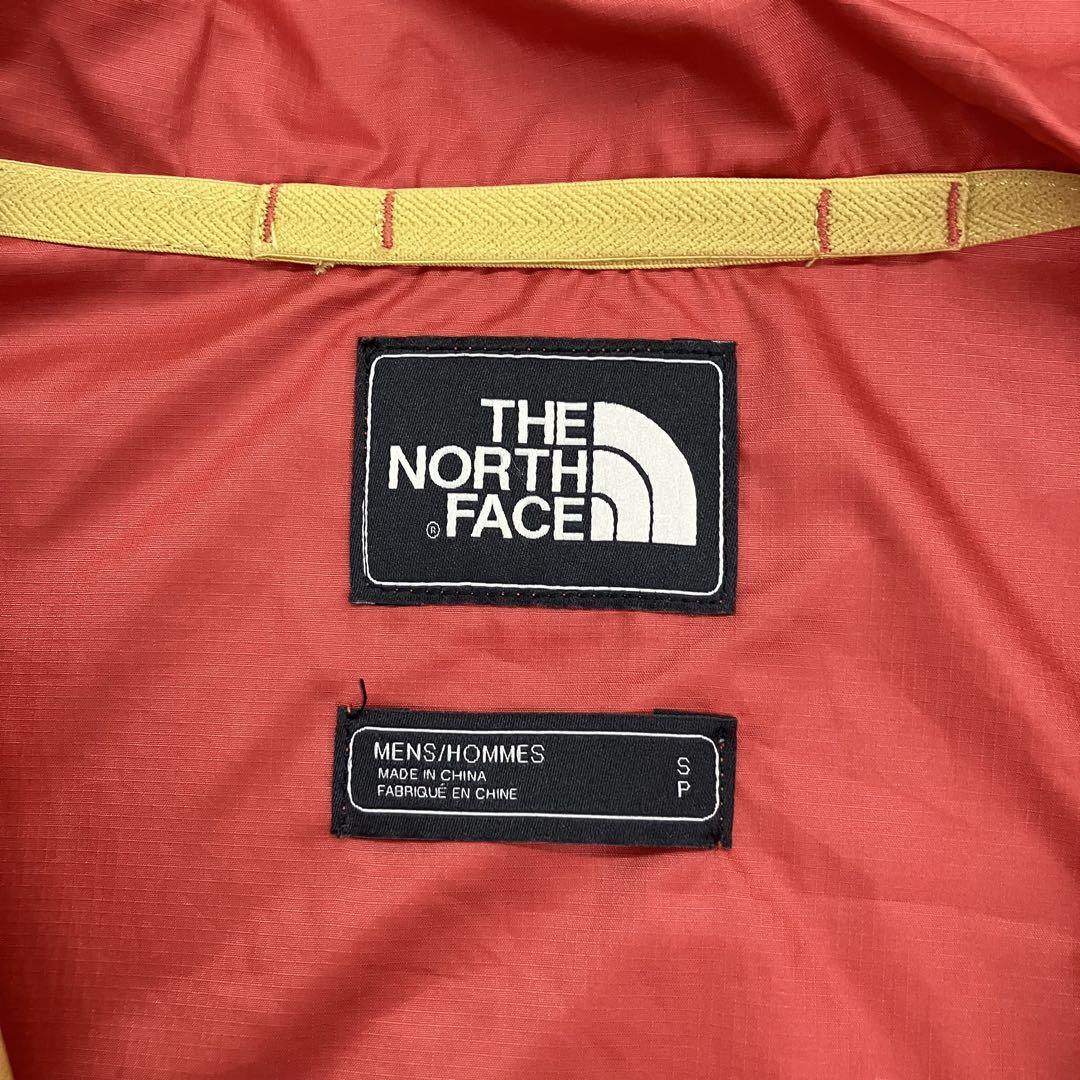 THE
NORTH
® FACE
MENS/HOMMES S
MADE IN CHINA
FABRIQUÉ EN CHINE P